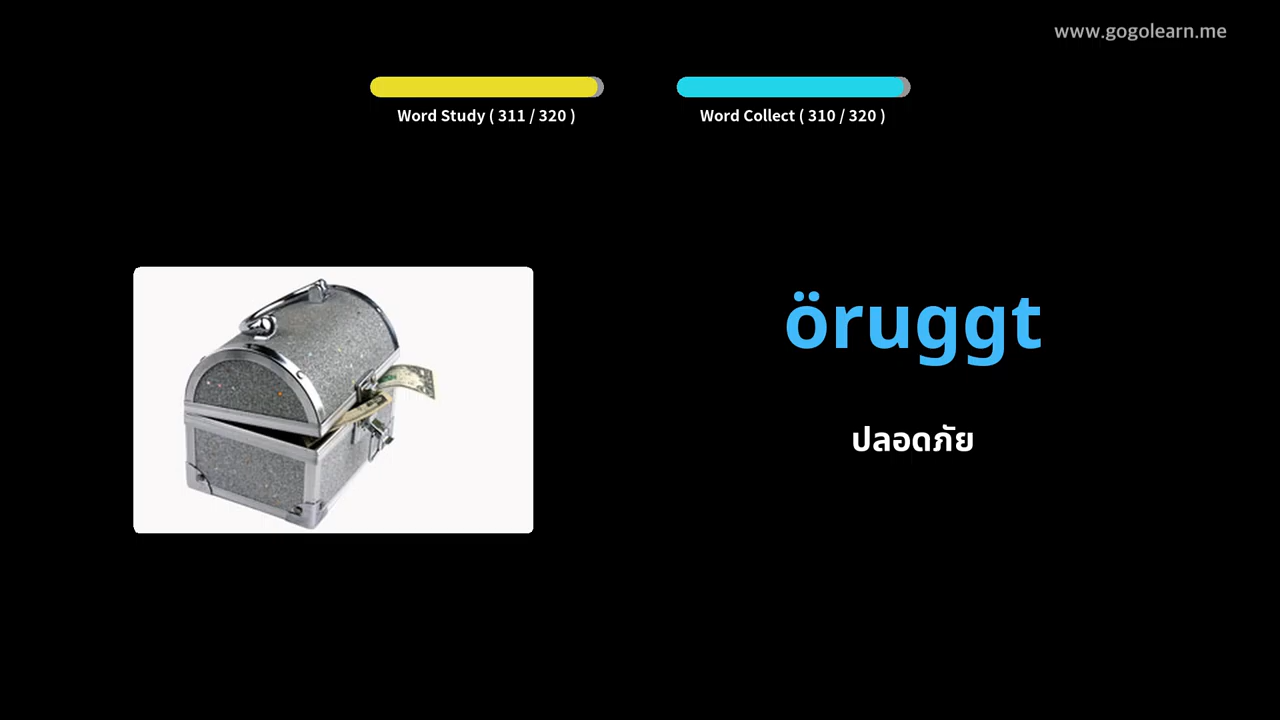 www.gogolearn.me
Word Study ( 311 / 320 )
Word Collect ( 310 / 320 )
öruggt
ปลอดภัย